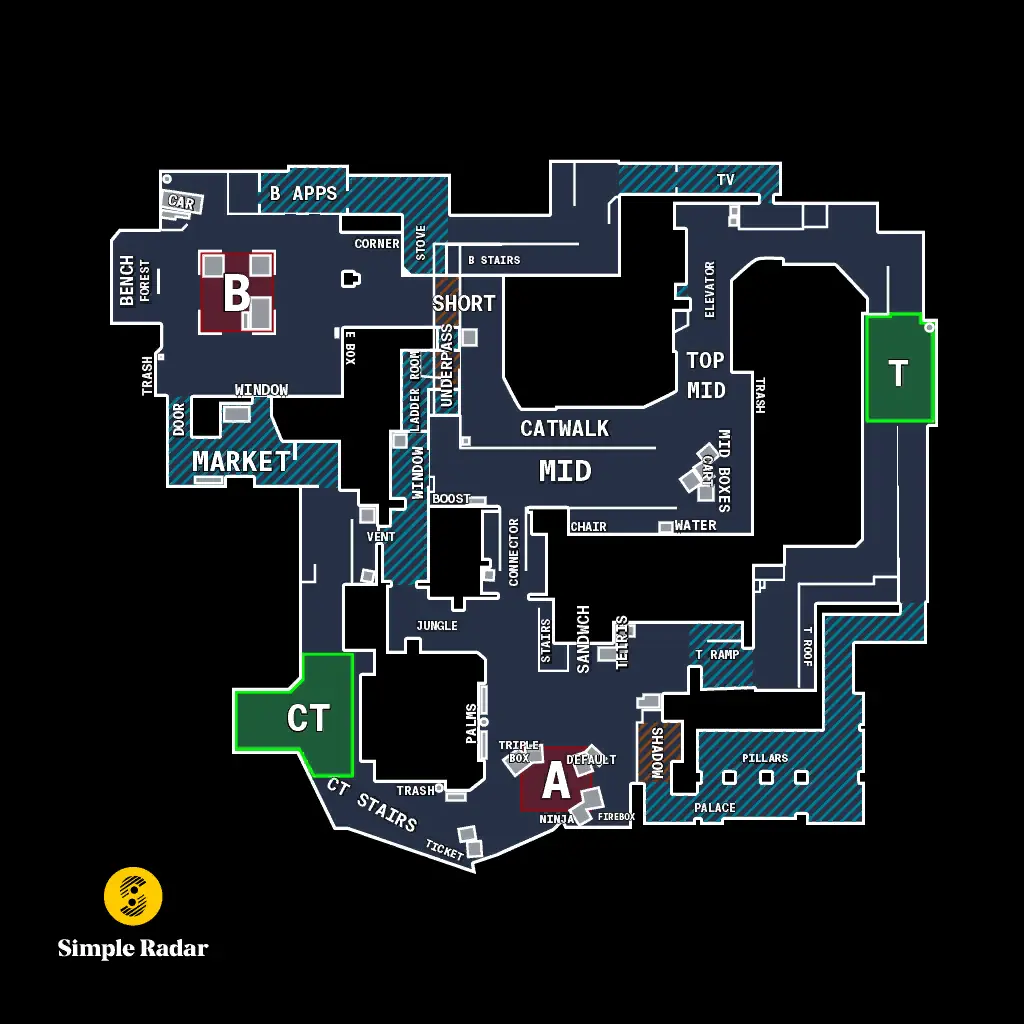 TV
B APPS
CAR
CORNER
STOVE
B STAIRS
BENCH
FOREST
B
ELEVATOR
SHORT
E BOX
UNDERPASS
TOP
MID
T
TRASH
WINDOW
LADDER ROOM
TRASH
DOOR
CATWALK
MARKET
WINDOW
MID
MID BOXES
CART
BOOST
CHAIR
WATER
VENT
CONNECTOR
JUNGLE
STAIRS
SANDWCH
TETRIS
T RAMP
T ROOF
CT
PALMS
TRIPLE
BOX
DEFAULT
SHADOW
PILLARS
A
TRASH
CT STAIRS
NINJA
FIREBOX
PALACE
TICKET
S
Simple Radar